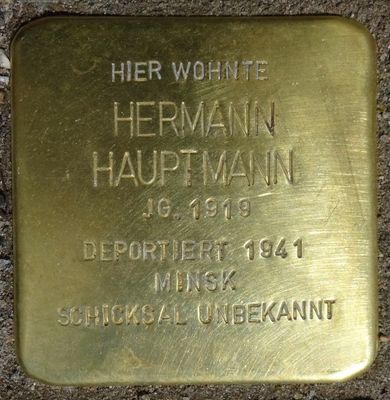 HIER WOHNTE
HERMANN
HAUPTMANN
JG. 1919
DEPORTIERT 1941
MINSK
SCHICKSAL UNBEKANNT